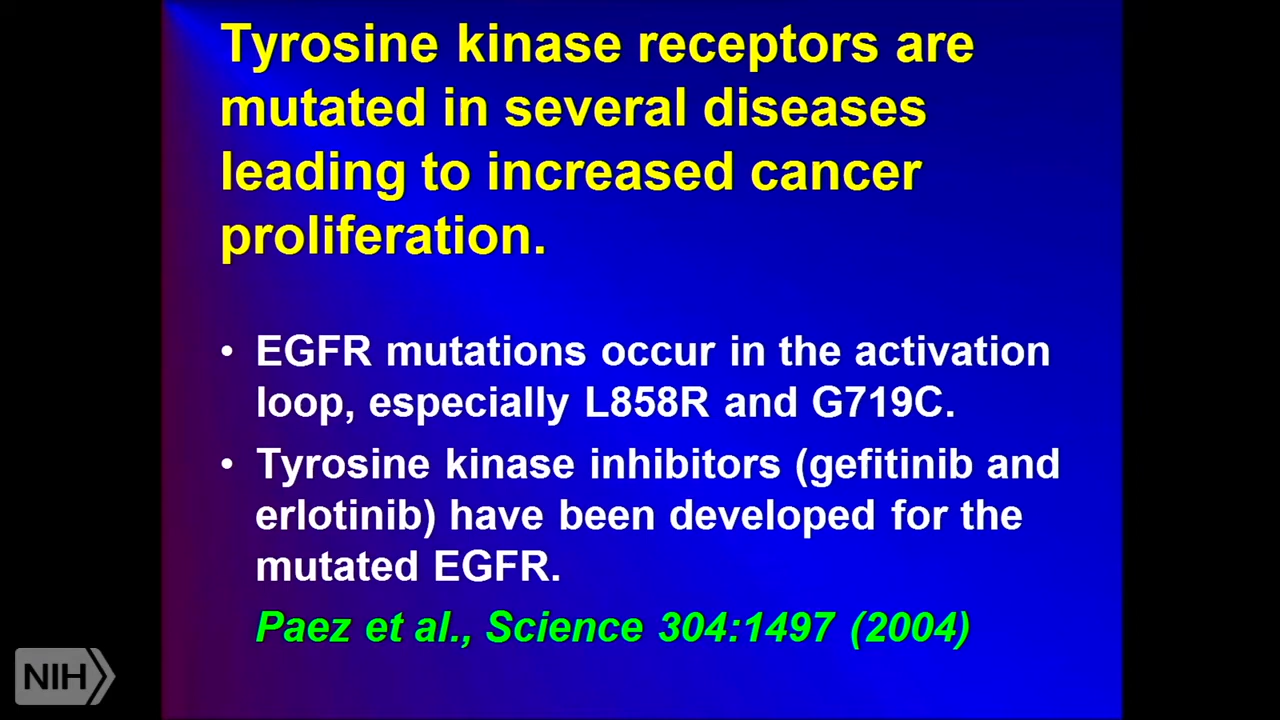 Tyrosine kinase receptors are
mutated in several diseases
leading to increased cancer
proliferation.
• EGFR mutations occur in the activation
loop, especially L858R and G719C.
• Tyrosine kinase inhibitors (gefitinib and
erlotinib) have been developed for the
mutated EGFR.
Paez et al., Science 304:1497 (2004)
NIH